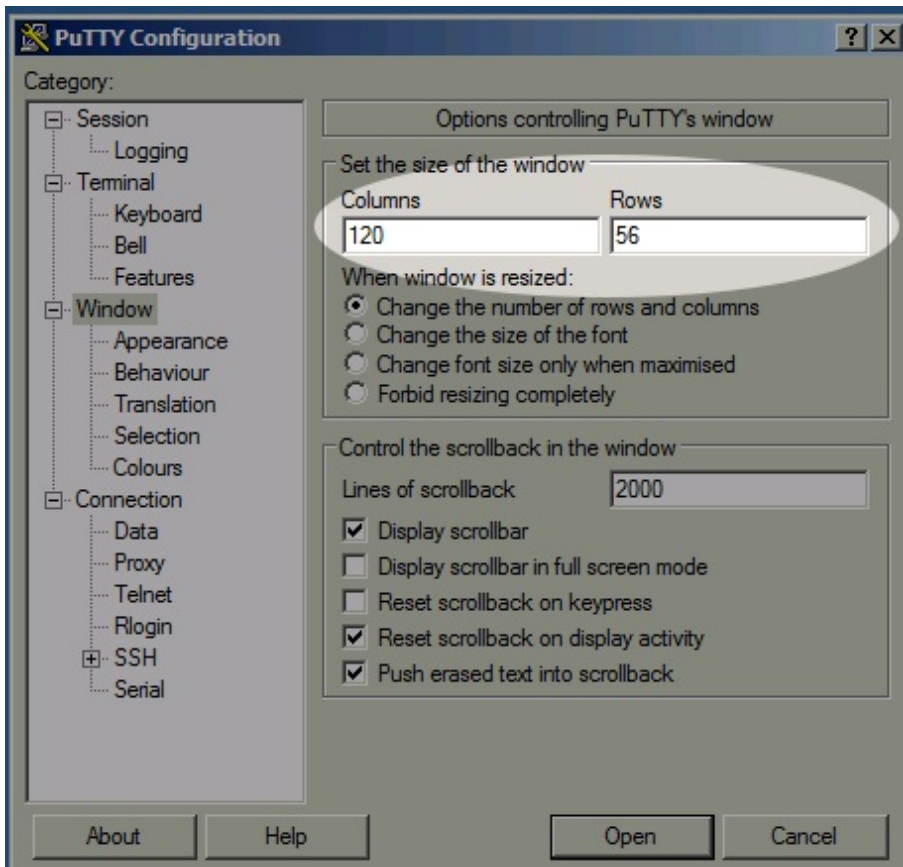 PuTTY Configuration
Category:
Session
Logging
Terminal
Keyboard
Bell
Features
Window
Appearance
Behaviour
Translation
Selection
Colours
Connection
Data
Proxy
Telnet
Rlogin
SSH
Serial
Options controlling PuTTY's window
Set the size of the window
Columns Rows
120 56
When window is resized:
Change the number of rows and columns
Change the size of the font
Change font size only when maximised
Forbid resizing completely
Control the scrollback in the window
Lines of scrollback 2000
Display scrollbar
Display scrollbar in full screen mode
Reset scrollback on keypress
Reset scrollback on display activity
Push erased text into scrollback
About Help Open Cancel